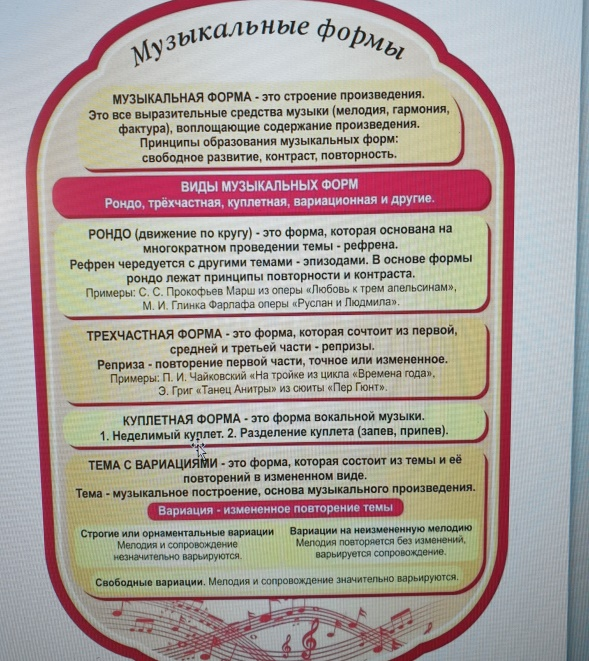 Музыкальные формы
МУЗЫКАЛЬНАЯ ФОРМА - это строение произведения.
Это все выразительные средства музыки (мелодия, гармония,
фактура), воплощающие содержание произведения.
Принципы образования музыкальных форм:
свободное развитие, контраст, повторность.
ВИДЫ МУЗЫКАЛЬНЫХ ФОРМ
Рондо, трёхчастная, куплетная, вариационная и другие.
РОНДО (движение по кругу) - это форма, которая основана на
многократном проведении темы - рефрена.
Рефрен чередуется с другими темами - эпизодами. В основе формы
рондо лежат принципы повторности и контраста.
Примеры: С. С. Прокофьев Марш из оперы «Любовь к трем апельсинам»,
М. И. Глинка Фарлафа оперы «Руслан и Людмила».
ТРЕХЧАСТНАЯ ФОРМА - это форма, которая сочтоит из первой,
средней и третьей части - репризы.
Реприза - повторение первой части, точное или измененное.
Примеры: П. И. Чайковский «На тройке из цикла «Времена года»,
Э. Григ «Танец Анитры» из сюиты «Пер Гюнт».
КУПЛЕТНАЯ ФОРМА - это форма вокальной музыки.
1. Неделимый куплет. 2. Разделение куплета (запев, припев).
ТЕМА С ВАРИАЦИЯМИ - это форма, которая состоит из темы и её
повторений в измененном виде.
Тема - музыкальное построение, основа музыкального произведения.
Вариация - измененное повторение темы
Строгие или орнаментальные вариации
Мелодия и сопровождение
незначительно варьируются.
Вариации на неизмененную мелодию
Мелодия повторяется без изменений,
варьируется сопровождение.
Свободные вариации. Мелодия и сопровождение значительно варьируются.